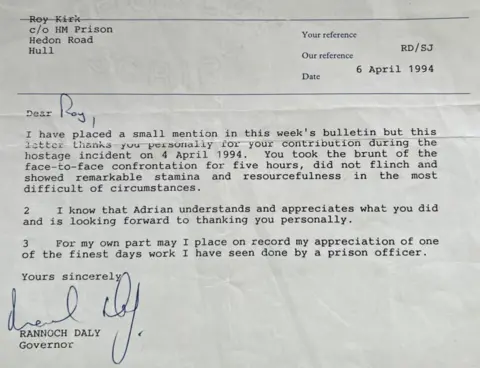 Roy Kirk
c/o HM Prison
Hedon Road
Hull
Your reference
Our reference RD/SJ
Date 6 April 1994
Dear Roy,
I have placed a small mention in this week's bulletin but this
letter thanks you personally for your contribution during the
hostage incident on 4 April 1994. You took the brunt of the
face-to-face confrontation for five hours, did not flinch and
showed remarkable stamina and resourcefulness in the most
difficult of circumstances.
2 I know that Adrian understands and appreciates what you did
and is looking forward to thanking you personally.
3 For my own part may I place on record my appreciation of one
of the finest days work I have seen done by a prison officer.
Yours sincerely
RANNOCH DALY
Governor